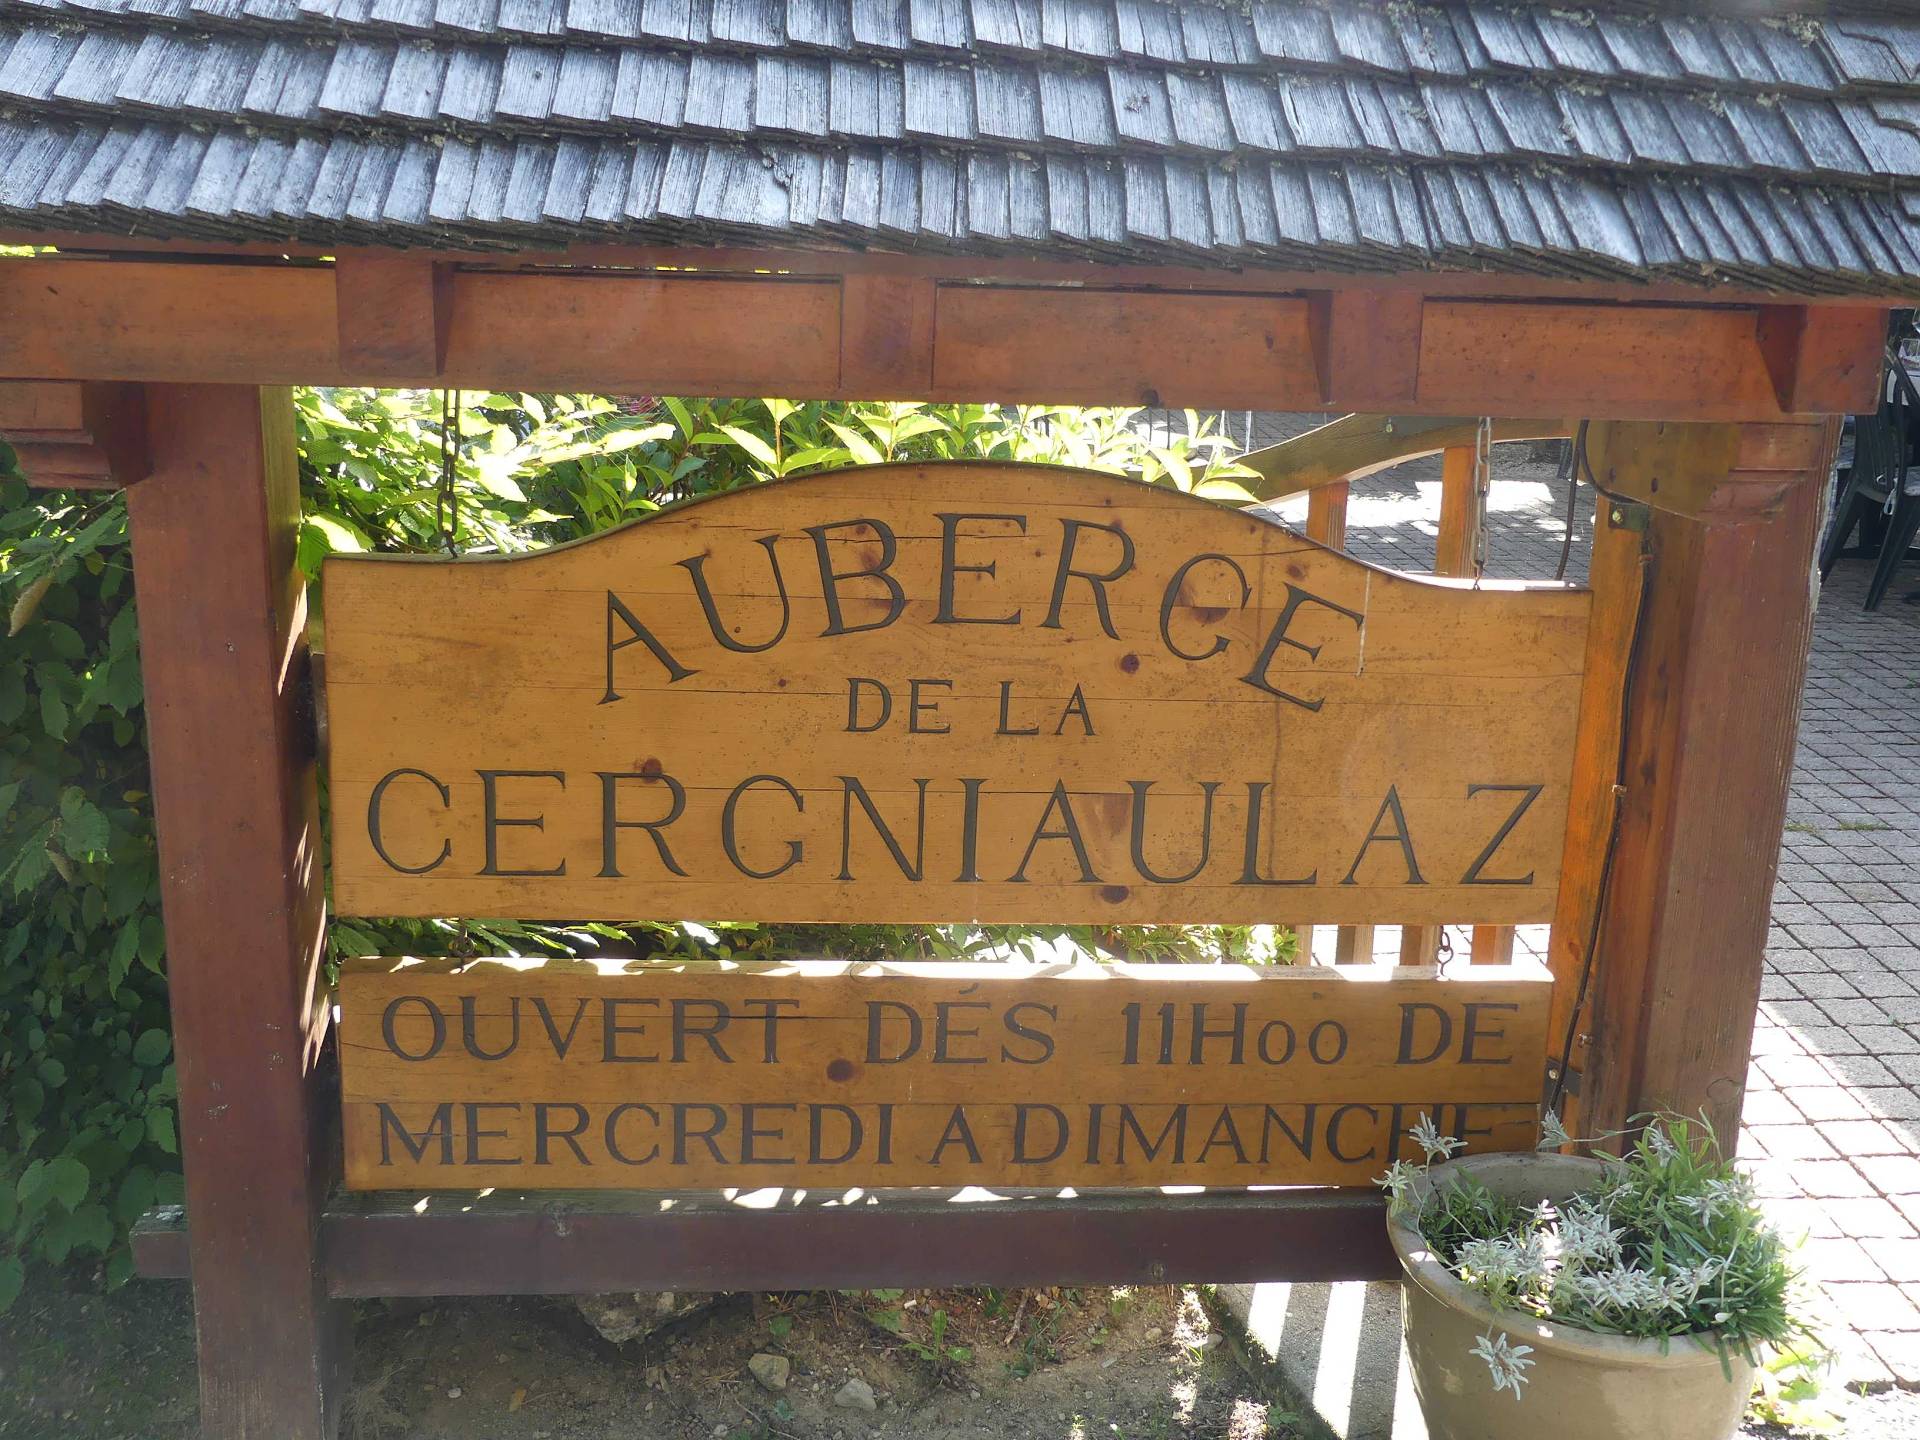 AUBERGE
DE LA
CERGNIAULAZ
OUVERT DÉS 11H00 DE
MERCREDI A DIMANCHE